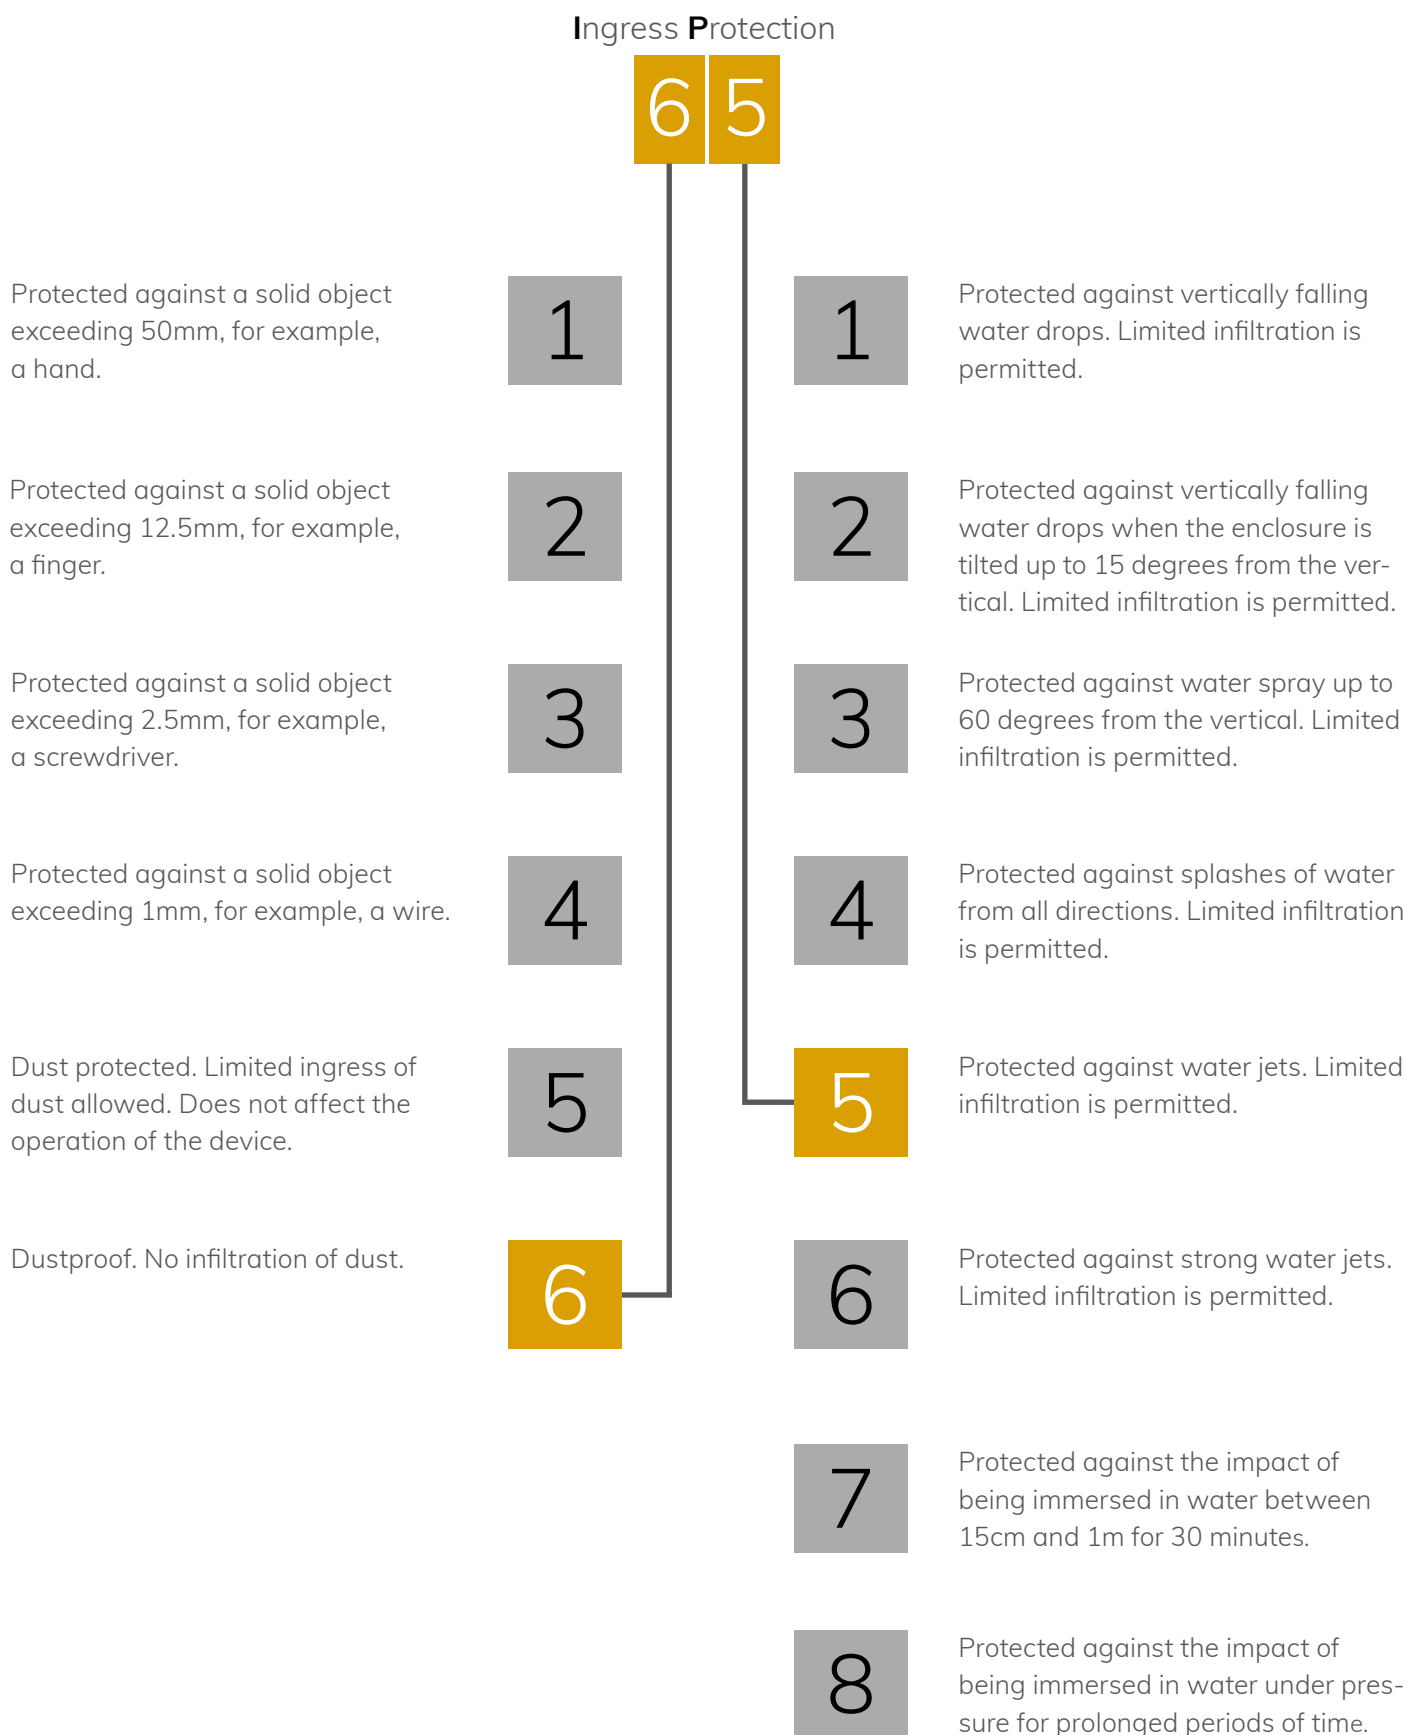 Ingress Protection
6 5
Protected against a solid object
exceeding 50mm, for example,
a hand.
1
1
Protected against vertically falling
water drops. Limited infiltration is
permitted.
Protected against a solid object
exceeding 12.5mm, for example,
a finger.
2
2
Protected against vertically falling
water drops when the enclosure is
tilted up to 15 degrees from the ver-
tical. Limited infiltration is permitted.
Protected against a solid object
exceeding 2.5mm, for example,
a screwdriver.
3
3
Protected against water spray up to
60 degrees from the vertical. Limited
infiltration is permitted.
Protected against a solid object
exceeding 1mm, for example, a wire.
4
4
Protected against splashes of water
from all directions. Limited infiltration
is permitted.
Dust protected. Limited ingress of
dust allowed. Does not affect the
operation of the device.
5
5
Protected against water jets. Limited
infiltration is permitted.
Dustproof. No infiltration of dust.
6
6
Protected against strong water jets.
Limited infiltration is permitted.
7
Protected against the impact of
being immersed in water between
15cm and 1m for 30 minutes.
8
Protected against the impact of
being immersed in water under pres-
sure for prolonged periods of time.